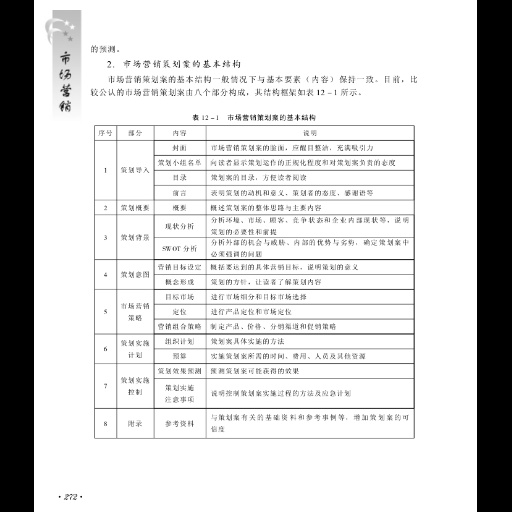 市场营销
的预测。
2. 市场营销策划案的基本结构
市场营销策划案的基本结构一般情况下与基本要素（内容）保持一致。目前，比
较公认的市场营销策划案由八个部分构成，其结构框架如表 12－1 所示。
表 12－1 市场营销策划案的基本结构
序号 部分 内容 说明
1 策划导入 封面 市场营销策划案的脸面，应醒目整洁，充满吸引力
策划小组名单 向读者显示策划运作的正规化程度和对策划案负责的态度
目录 策划案的目录，方便读者阅读
前言 表明策划的动机和意义、策划者的态度、感谢语等
2 策划概要 概要 概述策划案的整体思路与主要内容
3 策划背景 现状分析 分析环境、市场、顾客、竞争状态和企业内部现状等，说明
策划的必要性和前提
SWOT 分析 分析外部的机会与威胁、内部的优势与劣势，确定策划案中
必须强调的问题
4 策划意图 营销目标设定 概括要达到的具体营销目标，说明策划的意义
概念形成 策划的方针，让读者了解策划内容
5 市场营销
策略 目标市场 进行市场细分和目标市场选择
定位 进行产品定位和市场定位
营销组合策略 制定产品、价格、分销渠道和促销策略
6 策划实施
计划 组织计划 策划案具体实施的方法
预算 实施策划案所需的时间、费用、人员及其他资源
7 策划实施
控制 策划效果预测 预测策划案可能获得的效果
策划实施
注意事项 说明控制策划案实施过程的方法及应急计划
8 附录 参考资料 与策划案有关的基础资料和参考事例等，增加策划案的可
信度
·272·